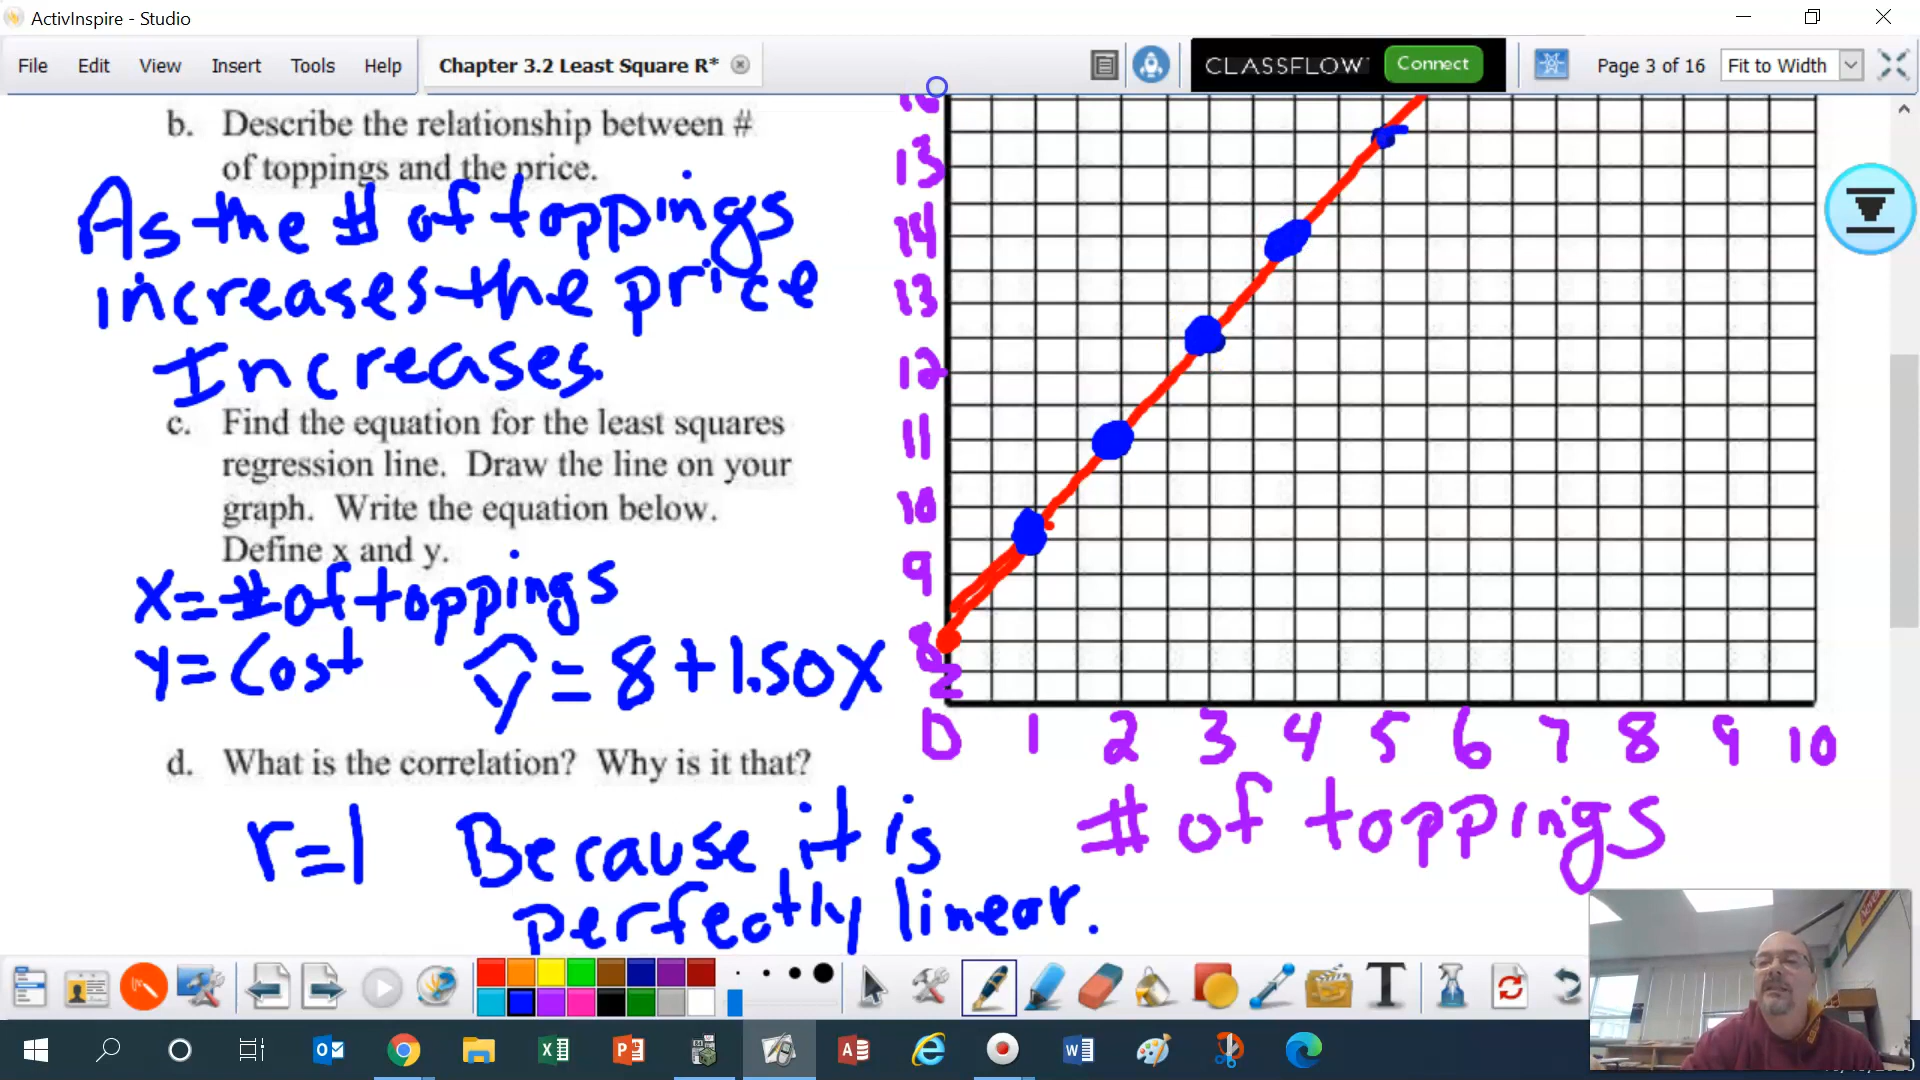 ActivInspire - Studio
File Edit View Insert Tools Help Chapter 3.2 Least Square R* CLASSFLOW Connect Page 3 of 16 Fit to Width
b. Describe the relationship between #
of toppings and the price.
As the # of toppings
increases the price
Increases.
c. Find the equation for the least squares
regression line. Draw the line on your
graph. Write the equation below.
Define x and y.
x = # of toppings
y = Cost ŷ = 8 + 1.50x
d. What is the correlation? Why is it that?
r = 1 Because it is
perfectly linear.
13
14
13
12
11
10
9
8
0 1 2 3 4 5 6 7 8 9 10
# of toppings